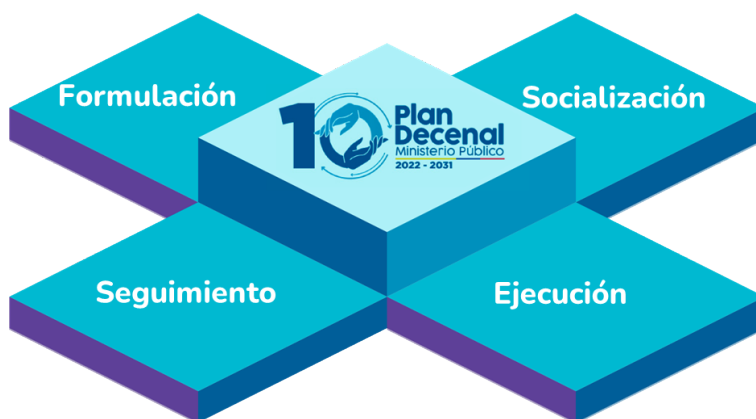 Formulación
Socialización
10 Plan
Decenal
Ministerio Público
2022 - 2031
Seguimiento
Ejecución